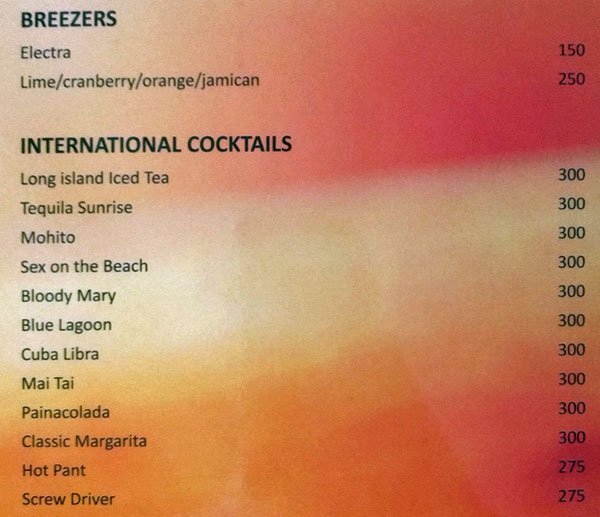 BREEZERS
Electra 150
Lime/cranberry/orange/jamican 250
INTERNATIONAL COCKTAILS
Long island Iced Tea 300
Tequila Sunrise 300
Mohito 300
Sex on the Beach 300
Bloody Mary 300
Blue Lagoon 300
Cuba Libra 300
Mai Tai 300
Painacolada 300
Classic Margarita 300
Hot Pant 275
Screw Driver 275